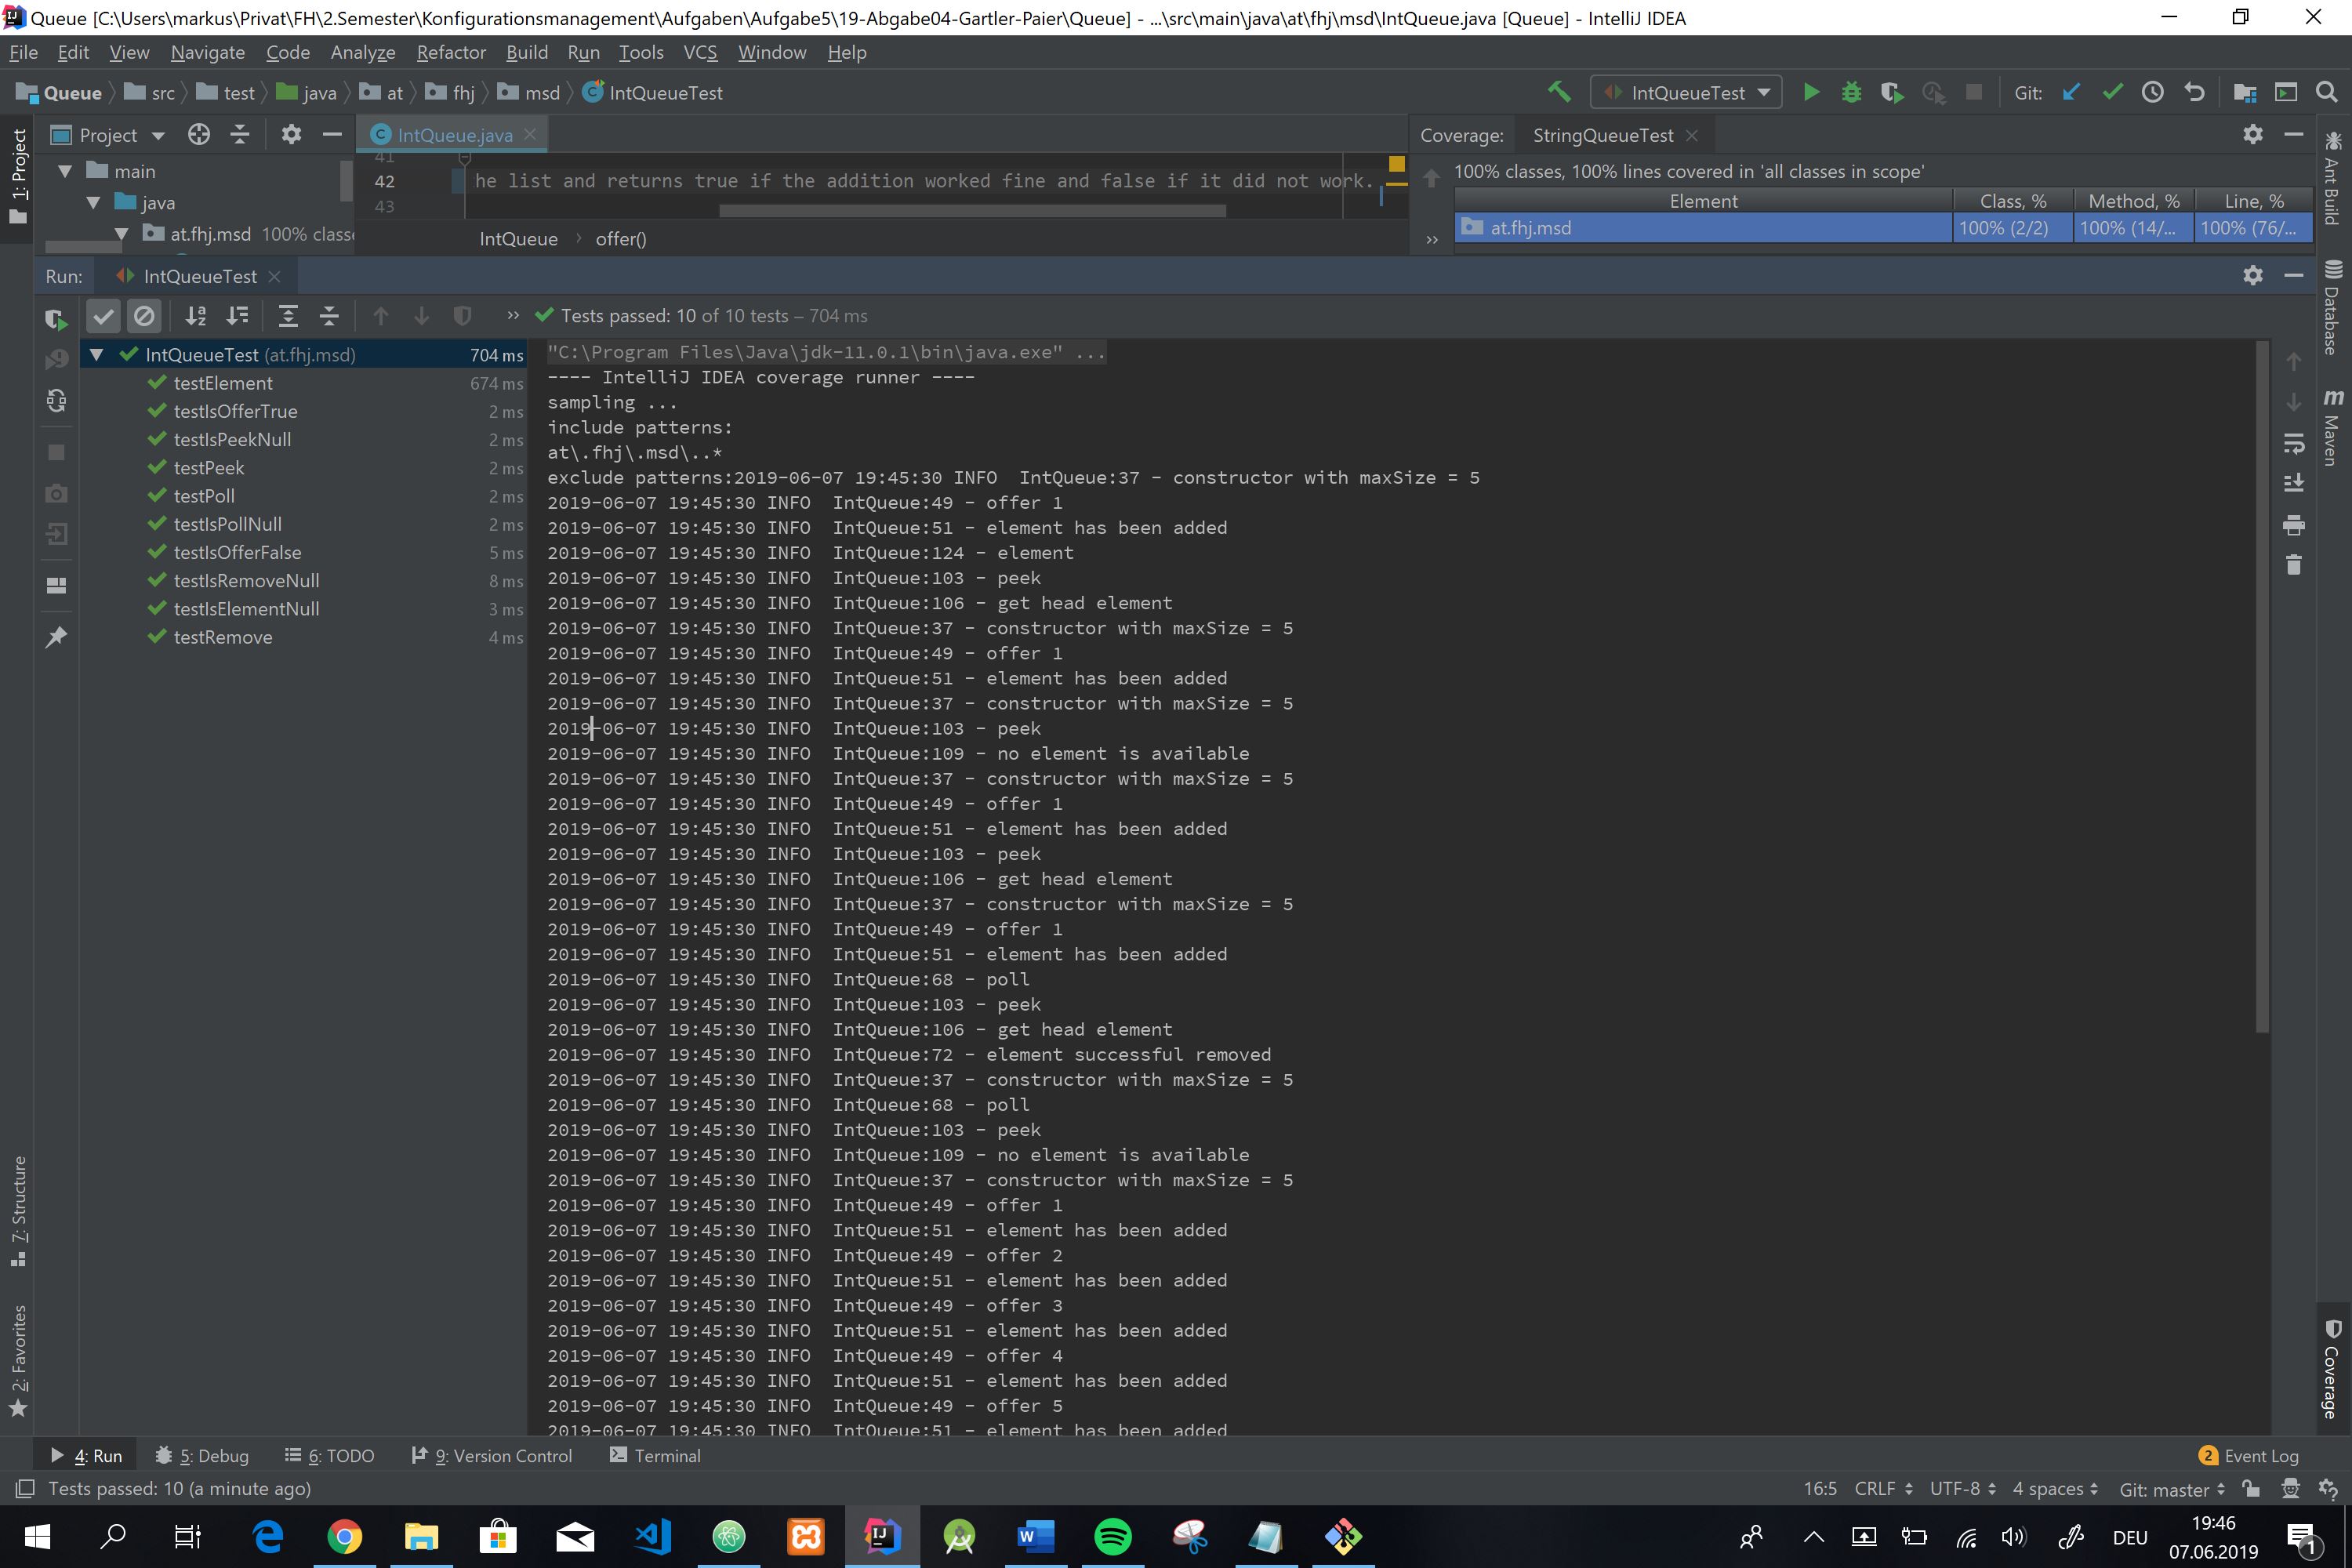 Queue [C:\Users\markus\Privat\FH\2.Semester\Konfigurationsmanagement\Aufgaben\Aufgabe5\19-Abgabe04-Gartler-Paier\Queue] - ...\src\main\java\at\fhj\msd\IntQueue.java [Queue] - IntelliJ IDEA
File Edit View Navigate Code Analyze Refactor Build Run Tools VCS Window Help
Queue src test java at fhj msd IntQueueTest IntQueueTest Git:
1: Project
Project
main
java
at.fhj.msd 100% class
IntQueue.java
41
42 he list and returns true if the addition worked fine and false if it did not work.
43
IntQueue › offer()
Coverage: StringQueueTest
100% classes, 100% lines covered in 'all classes in scope'
Element Class, % Method, % Line, %
at.fhj.msd 100% (2/2) 100% (14/... 100% (76/...
Ant Build
Database
Maven
Run: IntQueueTest
Tests passed: 10 of 10 tests – 704 ms
IntQueueTest (at.fhj.msd) 704 ms
testElement 674 ms
testIsOfferTrue 2 ms
testIsPeekNull 2 ms
testPeek 2 ms
testPoll 2 ms
testIsPollNull 2 ms
testIsOfferFalse 5 ms
testIsRemoveNull 8 ms
testIsElementNull 3 ms
testRemove 4 ms
"C:\Program Files\Java\jdk-11.0.1\bin\java.exe" ...
---- IntelliJ IDEA coverage runner ----
sampling ...
include patterns:
at\.fhj\.msd\..*
exclude patterns:2019-06-07 19:45:30 INFO  IntQueue:37 - constructor with maxSize = 5
2019-06-07 19:45:30 INFO  IntQueue:49 - offer 1
2019-06-07 19:45:30 INFO  IntQueue:51 - element has been added
2019-06-07 19:45:30 INFO  IntQueue:124 - element
2019-06-07 19:45:30 INFO  IntQueue:103 - peek
2019-06-07 19:45:30 INFO  IntQueue:106 - get head element
2019-06-07 19:45:30 INFO  IntQueue:37 - constructor with maxSize = 5
2019-06-07 19:45:30 INFO  IntQueue:49 - offer 1
2019-06-07 19:45:30 INFO  IntQueue:51 - element has been added
2019-06-07 19:45:30 INFO  IntQueue:37 - constructor with maxSize = 5
2019-06-07 19:45:30 INFO  IntQueue:103 - peek
2019-06-07 19:45:30 INFO  IntQueue:109 - no element is available
2019-06-07 19:45:30 INFO  IntQueue:37 - constructor with maxSize = 5
2019-06-07 19:45:30 INFO  IntQueue:49 - offer 1
2019-06-07 19:45:30 INFO  IntQueue:51 - element has been added
2019-06-07 19:45:30 INFO  IntQueue:103 - peek
2019-06-07 19:45:30 INFO  IntQueue:106 - get head element
2019-06-07 19:45:30 INFO  IntQueue:37 - constructor with maxSize = 5
2019-06-07 19:45:30 INFO  IntQueue:49 - offer 1
2019-06-07 19:45:30 INFO  IntQueue:51 - element has been added
2019-06-07 19:45:30 INFO  IntQueue:68 - poll
2019-06-07 19:45:30 INFO  IntQueue:103 - peek
2019-06-07 19:45:30 INFO  IntQueue:106 - get head element
2019-06-07 19:45:30 INFO  IntQueue:72 - element successful removed
2019-06-07 19:45:30 INFO  IntQueue:37 - constructor with maxSize = 5
2019-06-07 19:45:30 INFO  IntQueue:68 - poll
2019-06-07 19:45:30 INFO  IntQueue:103 - peek
2019-06-07 19:45:30 INFO  IntQueue:109 - no element is available
2019-06-07 19:45:30 INFO  IntQueue:37 - constructor with maxSize = 5
2019-06-07 19:45:30 INFO  IntQueue:49 - offer 1
2019-06-07 19:45:30 INFO  IntQueue:51 - element has been added
2019-06-07 19:45:30 INFO  IntQueue:49 - offer 2
2019-06-07 19:45:30 INFO  IntQueue:51 - element has been added
2019-06-07 19:45:30 INFO  IntQueue:49 - offer 3
2019-06-07 19:45:30 INFO  IntQueue:51 - element has been added
2019-06-07 19:45:30 INFO  IntQueue:49 - offer 4
2019-06-07 19:45:30 INFO  IntQueue:51 - element has been added
2019-06-07 19:45:30 INFO  IntQueue:49 - offer 5
2019-06-07 19:45:30 INFO  IntQueue:51 - element has been added
7: Structure
2: Favorites
Coverage
4: Run 5: Debug 6: TODO 9: Version Control Terminal 2 Event Log
Tests passed: 10 (a minute ago) 16:5 CRLF UTF-8 4 spaces Git: master
DEU 19:46
07.06.2019 1